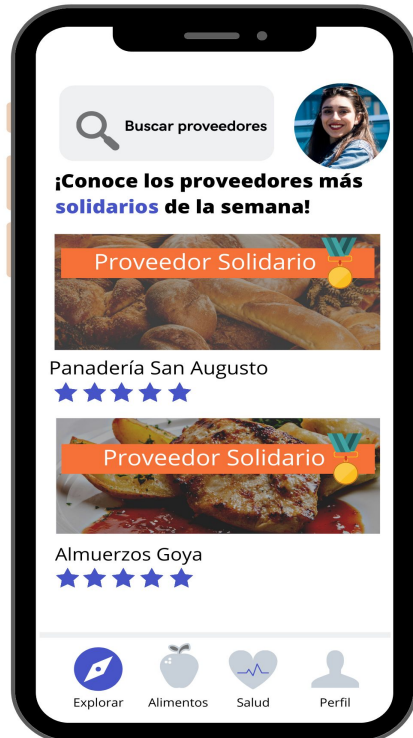 Buscar proveedores
¡Conoce los proveedores más
solidarios de la semana!
Proveedor Solidario
Panadería San Augusto
Proveedor Solidario
Almuerzos Goya
Explorar
Alimentos
Salud
Perfil